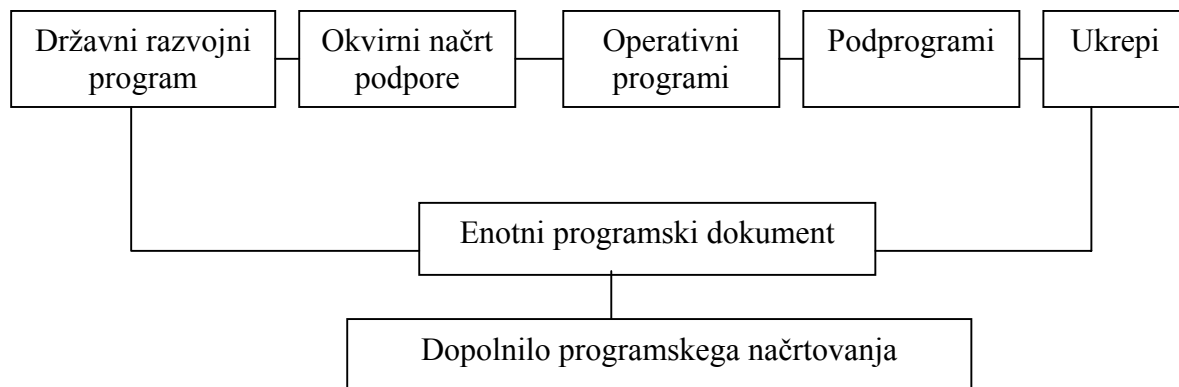 Državni razvojni
program
Okvirni načrt
podpore
Operativni
programi
Podprogrami
Ukrepi
Enotni programski dokument
Dopolnilo programskega načrtovanja